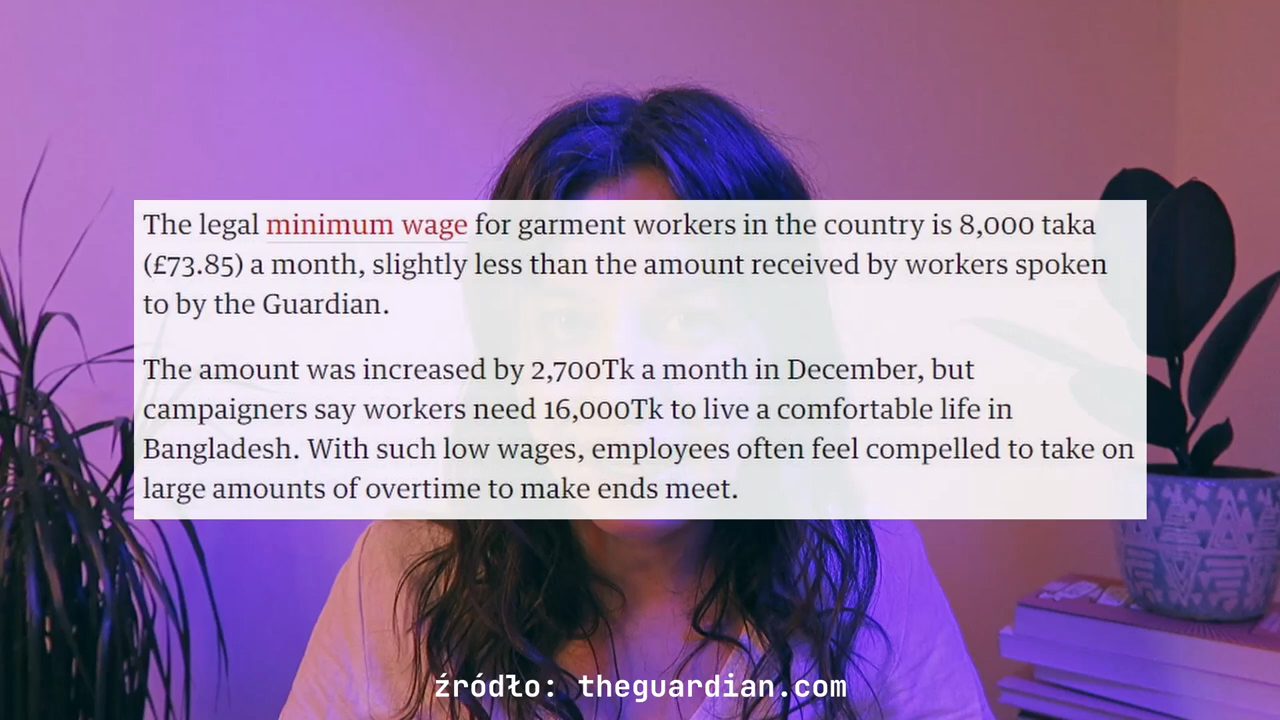 The legal minimum wage for garment workers in the country is 8,000 taka
(£73.85) a month, slightly less than the amount received by workers spoken
to by the Guardian.
The amount was increased by 2,700Tk a month in December, but
campaigners say workers need 16,000Tk to live a comfortable life in
Bangladesh. With such low wages, employees often feel compelled to take on
large amounts of overtime to make ends meet.
źródło: theguardian.com